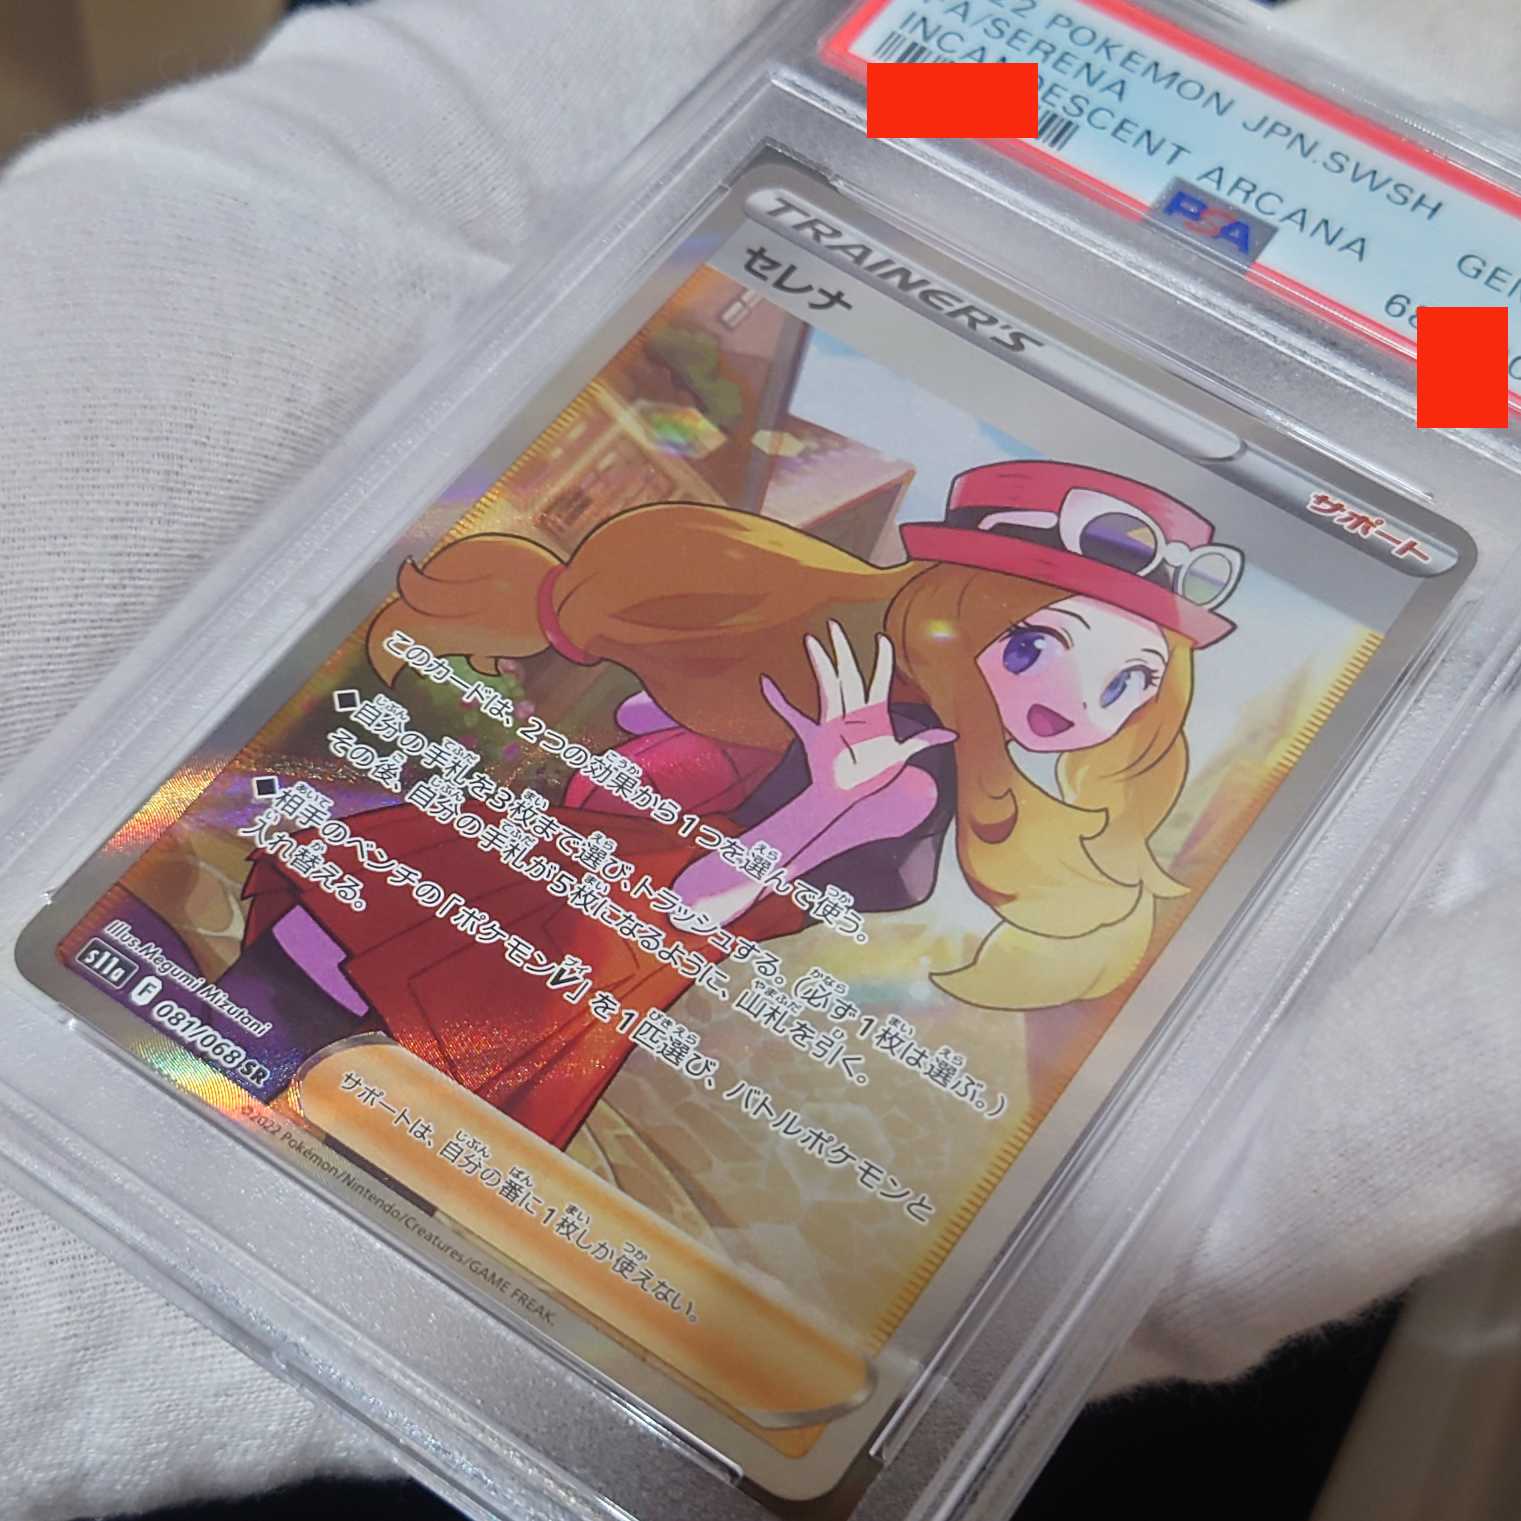 22 POKEMON JPN.SWSH
FA/SERENA
INCANDESCENT ARCANA
GEM
PSA
TRAINER'S
サポート
セレナ
このカードは、2つの効果から1つを選んで使う。
◆自分の手札を3枚まで選び、トラッシュする。(必ず1枚は選ぶ。)
その後、自分の手札が5枚になるように、山札を引く。
◆相手のベンチの「ポケモンV」を1匹選び、バトルポケモンと
入れ替える。
Illus.Megumi Mizutani
s11a F 081/068 SR
サポートは、自分の番に1枚しか使えない。
©2022 Pokémon/Nintendo/Creatures/GAME FREAK.